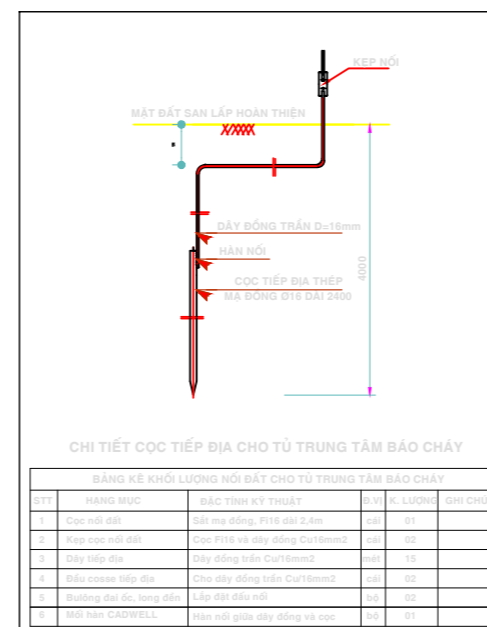 KẸP NỐI
MẶT ĐẤT SAN LẤP HOÀN THIỆN
DÂY ĐỒNG TRẦN D=16mm
HÀN NỐI
4000
CỌC TIẾP ĐỊA THÉP
MẠ ĐỒNG Ø16 DÀI 2400
CHI TIẾT CỌC TIẾP ĐỊA CHO TỦ TRUNG TÂM BÁO CHÁY
BẢNG KÊ KHỐI LƯỢNG NỐI ĐẤT CHO TỦ TRUNG TÂM BÁO CHÁY
STT HẠNG MỤC ĐẶC TÍNH KỸ THUẬT Đ.VỊ K. LƯỢNG GHI CHÚ
1 Cọc nối đất Sắt mạ đồng, Fi16 dài 2,4m cái 01
2 Kẹp cọc nối đất Cọc Fi16 và dây đồng Cu16mm2 cái 02
3 Dây tiếp địa Dây đồng trần Cu/16mm2 mét 15
4 Đầu cosse tiếp địa Cho dây đồng trần Cu/16mm2 cái 02
5 Bulông đai ốc, long đền Lắp đặt đấu nối bộ 02
6 Mối hàn CADWELL Hàn nối giữa dây đồng và cọc bộ 01